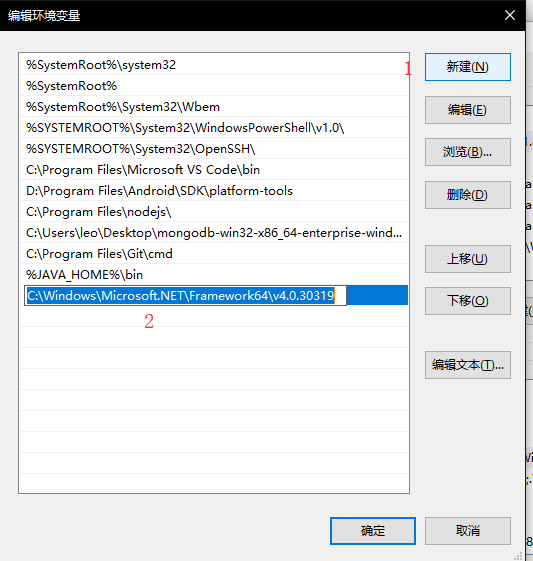 编辑环境变量
%SystemRoot%\system32
1
新建(N)
%SystemRoot%
%SystemRoot%\System32\Wbem
编辑(E)
%SYSTEMROOT%\System32\WindowsPowerShell\v1.0\
%SYSTEMROOT%\System32\OpenSSH\
浏览(B)...
C:\Program Files\Microsoft VS Code\bin
D:\Program Files\Android\SDK\platform-tools
删除(D)
C:\Program Files\nodejs\
C:\Users\leo\Desktop\mongodb-win32-x86_64-enterprise-wind...
C:\Program Files\Git\cmd
上移(U)
%JAVA_HOME%\bin
C:\Windows\Microsoft.NET\Framework64\v4.0.30319
下移(O)
2
编辑文本(T)...
确定
取消